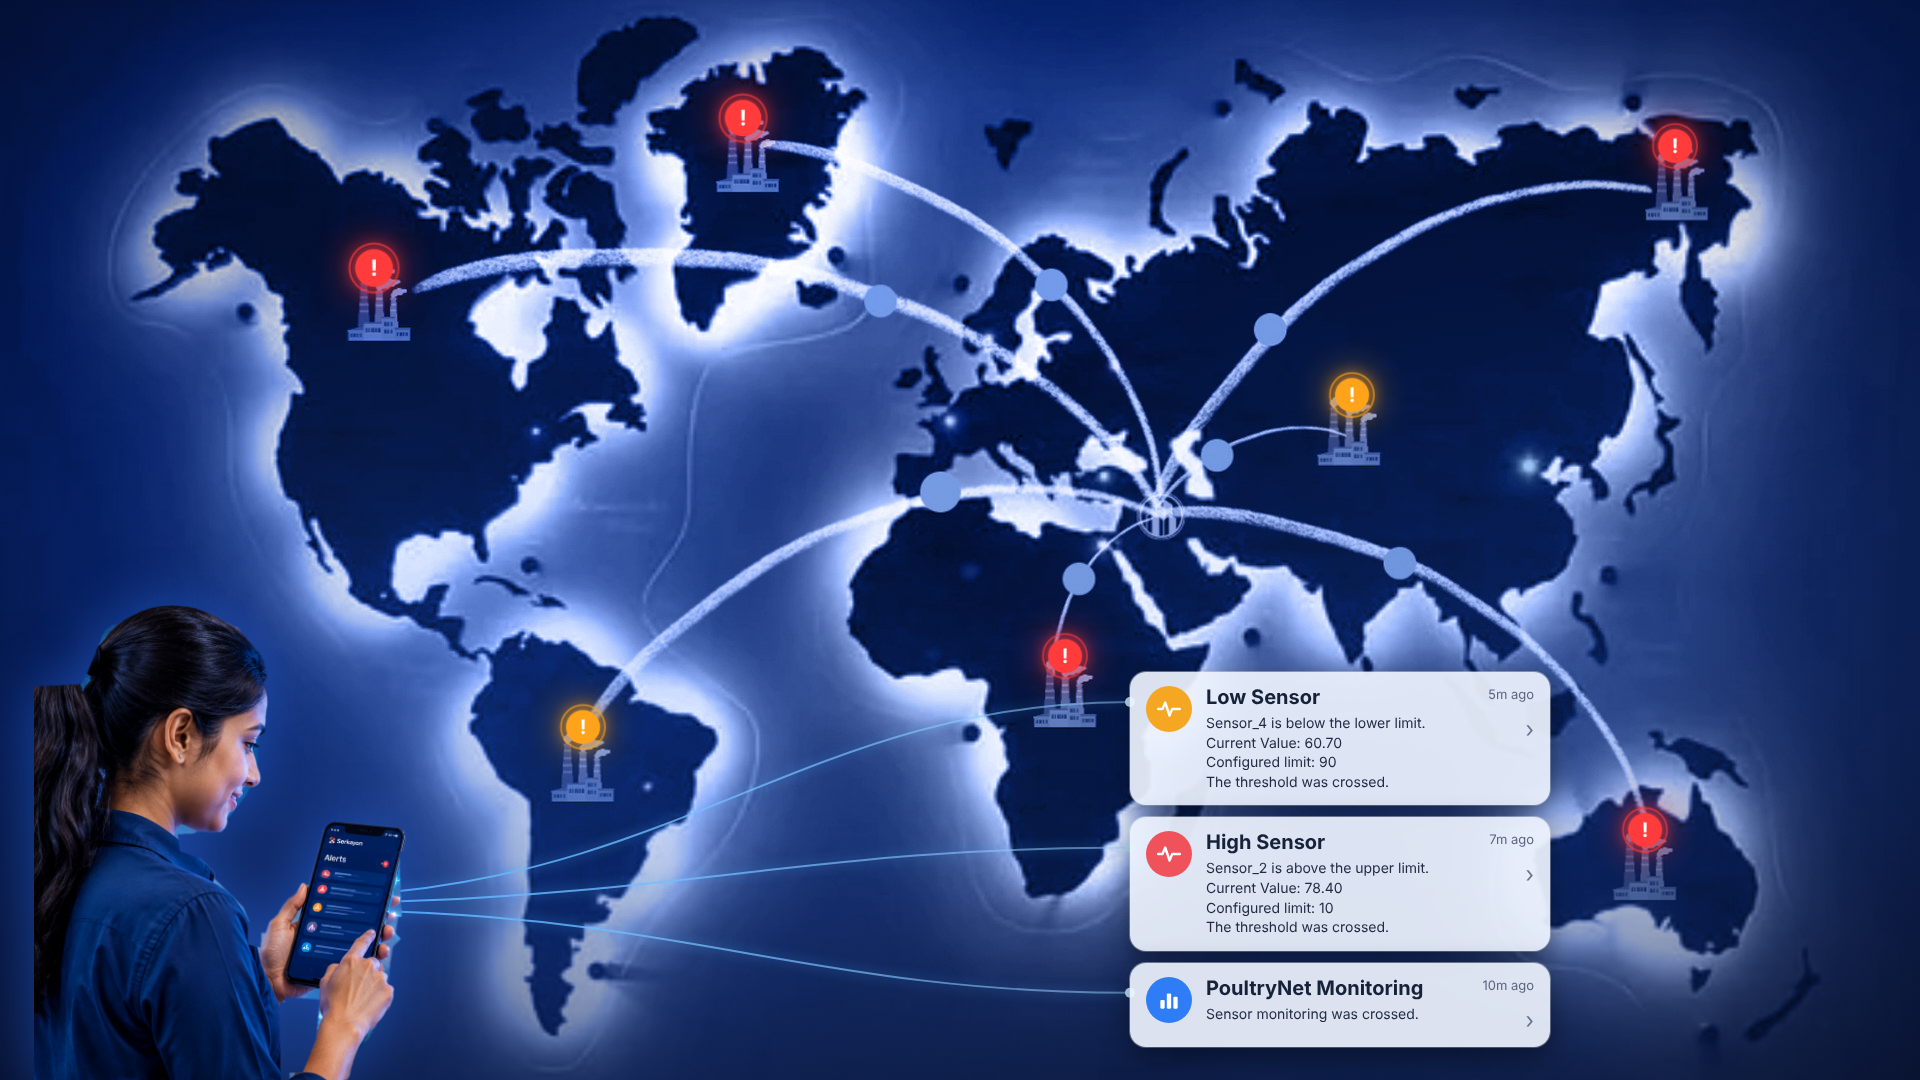 Serkayon
Alerts
Low Sensor
5m ago
Sensor_4 is below the lower limit.
Current Value: 60.70
Configured limit: 90
The threshold was crossed.
High Sensor
7m ago
Sensor_2 is above the upper limit.
Current Value: 78.40
Configured limit: 10
The threshold was crossed.
PoultryNet Monitoring
10m ago
Sensor monitoring was crossed.